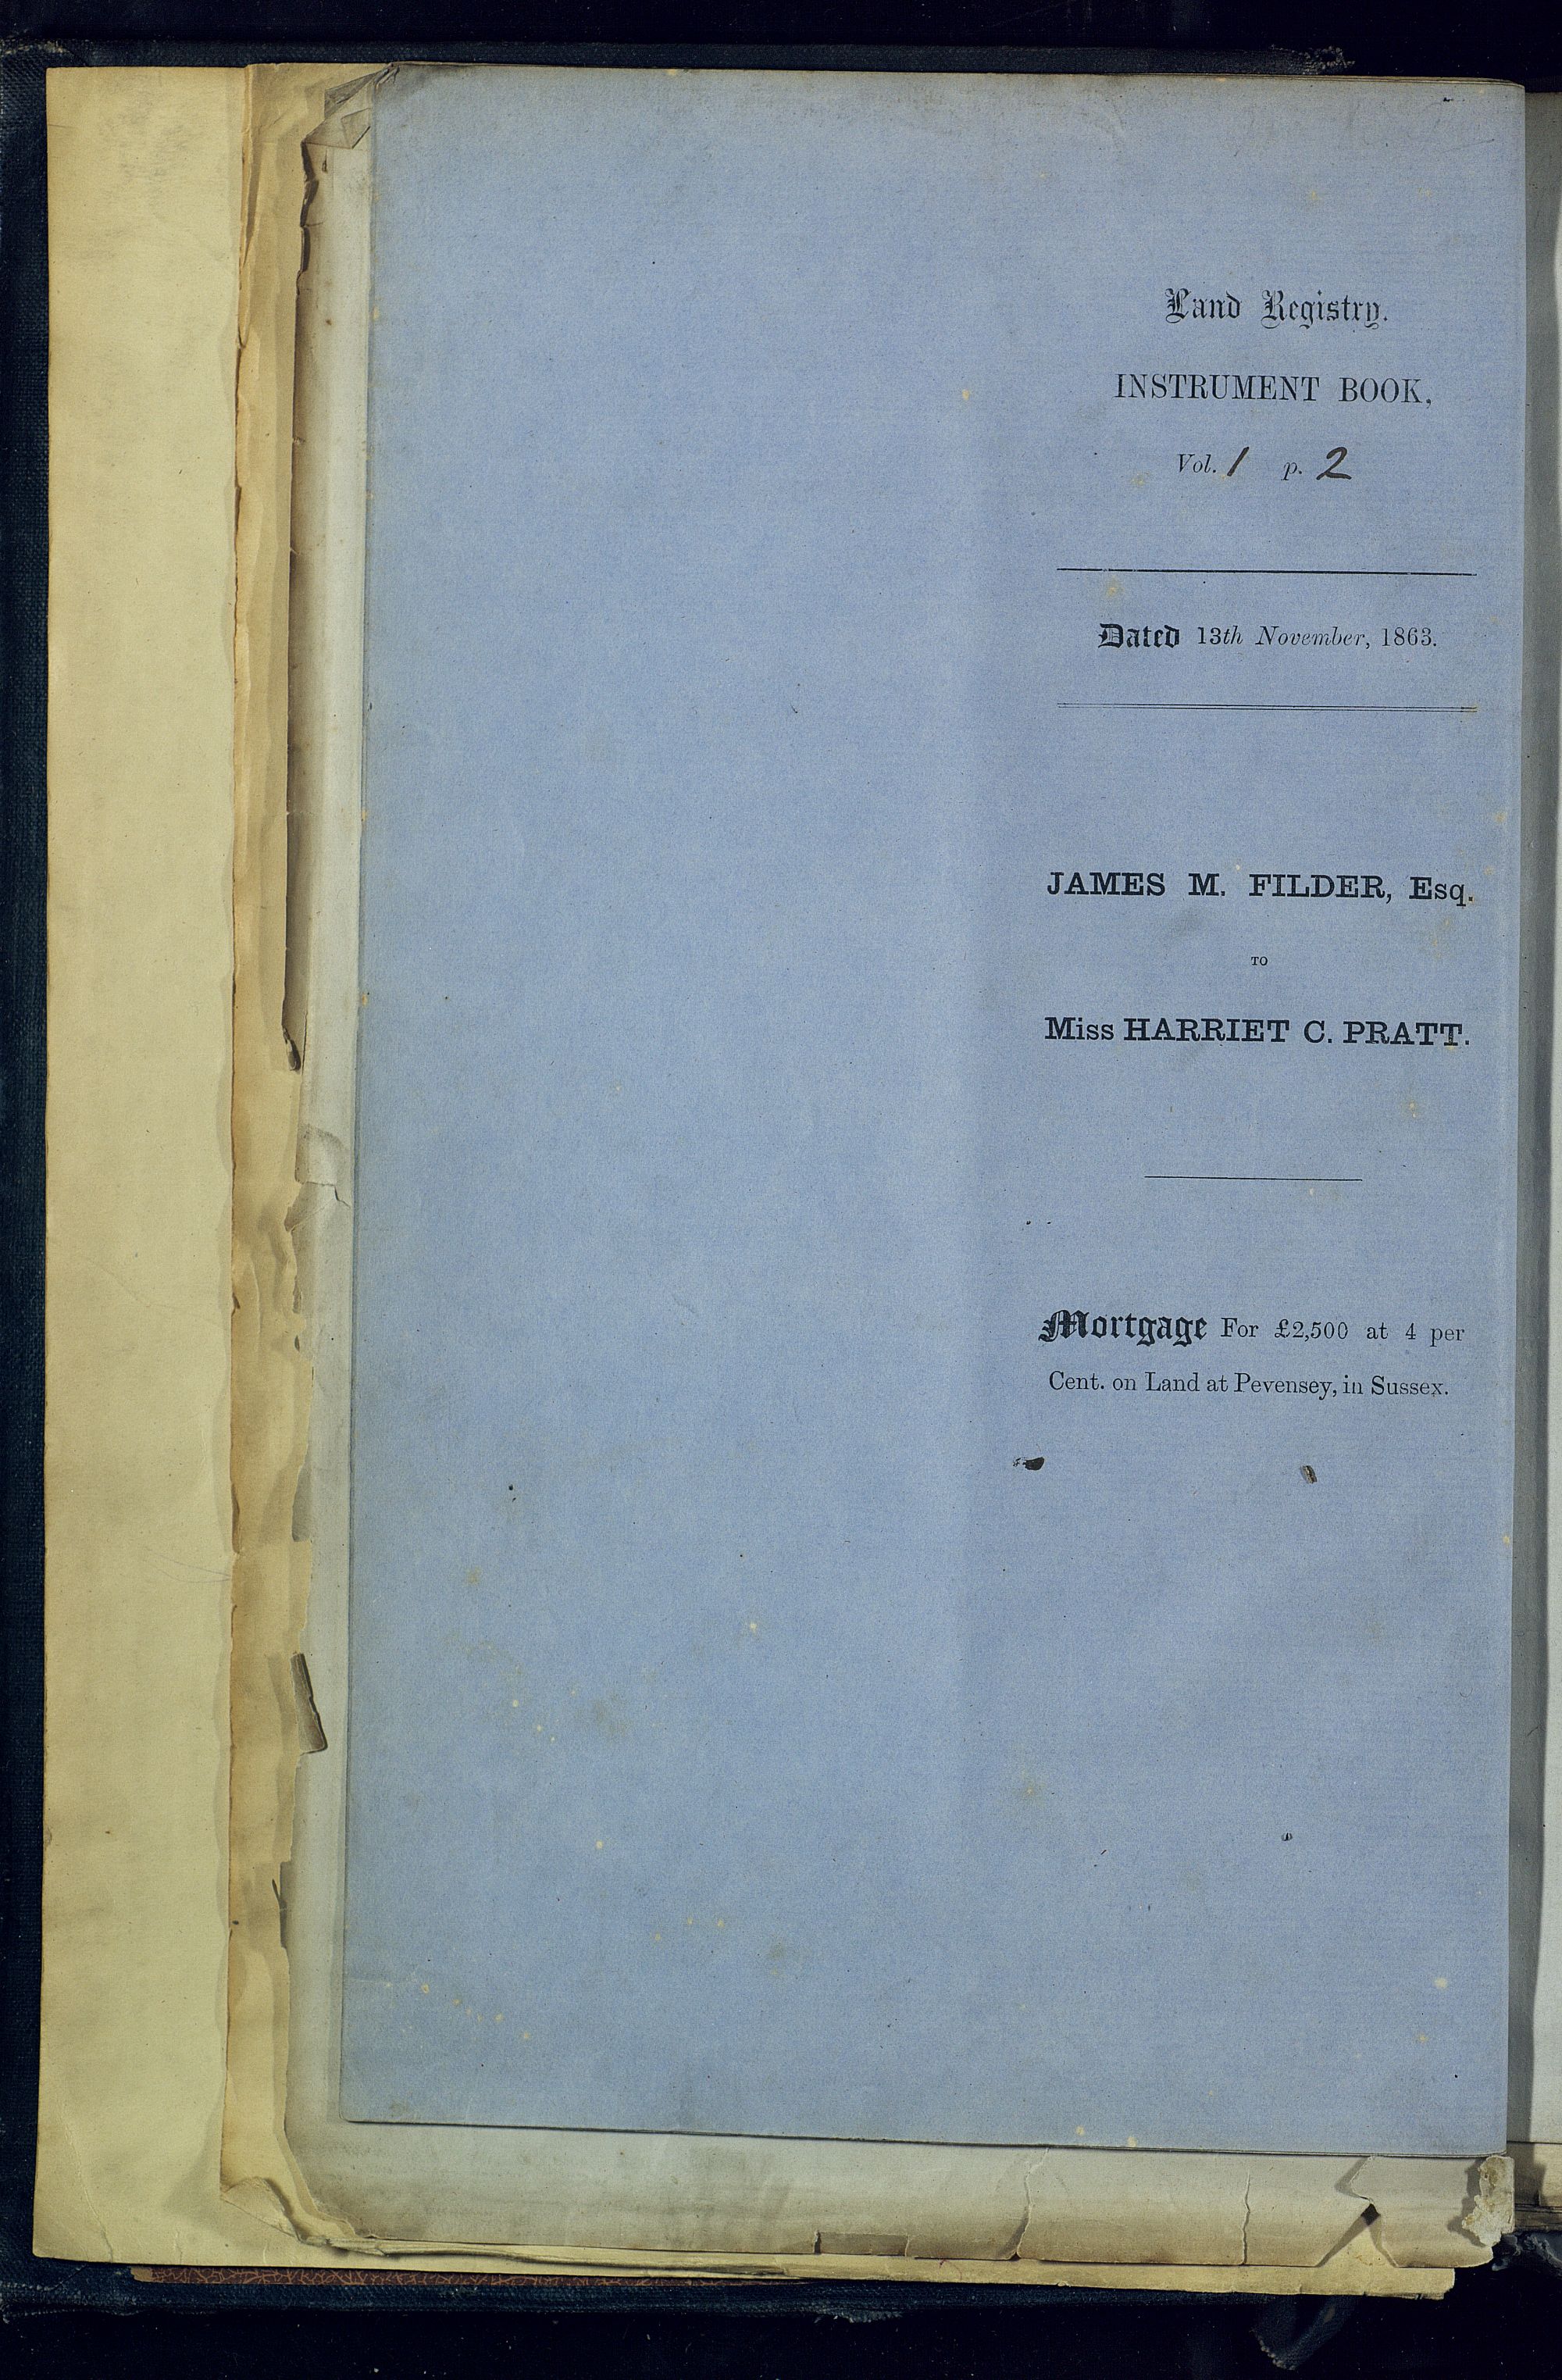 Land Registry.
INSTRUMENT BOOK,
Vol. 1 p. 2
Dated 13th November, 1863.
JAMES M. FILDER, Esq.
TO
Miss HARRIET C. PRATT.
Mortgage For £2,500 at 4 per
Cent. on Land at Pevensey, in Sussex.